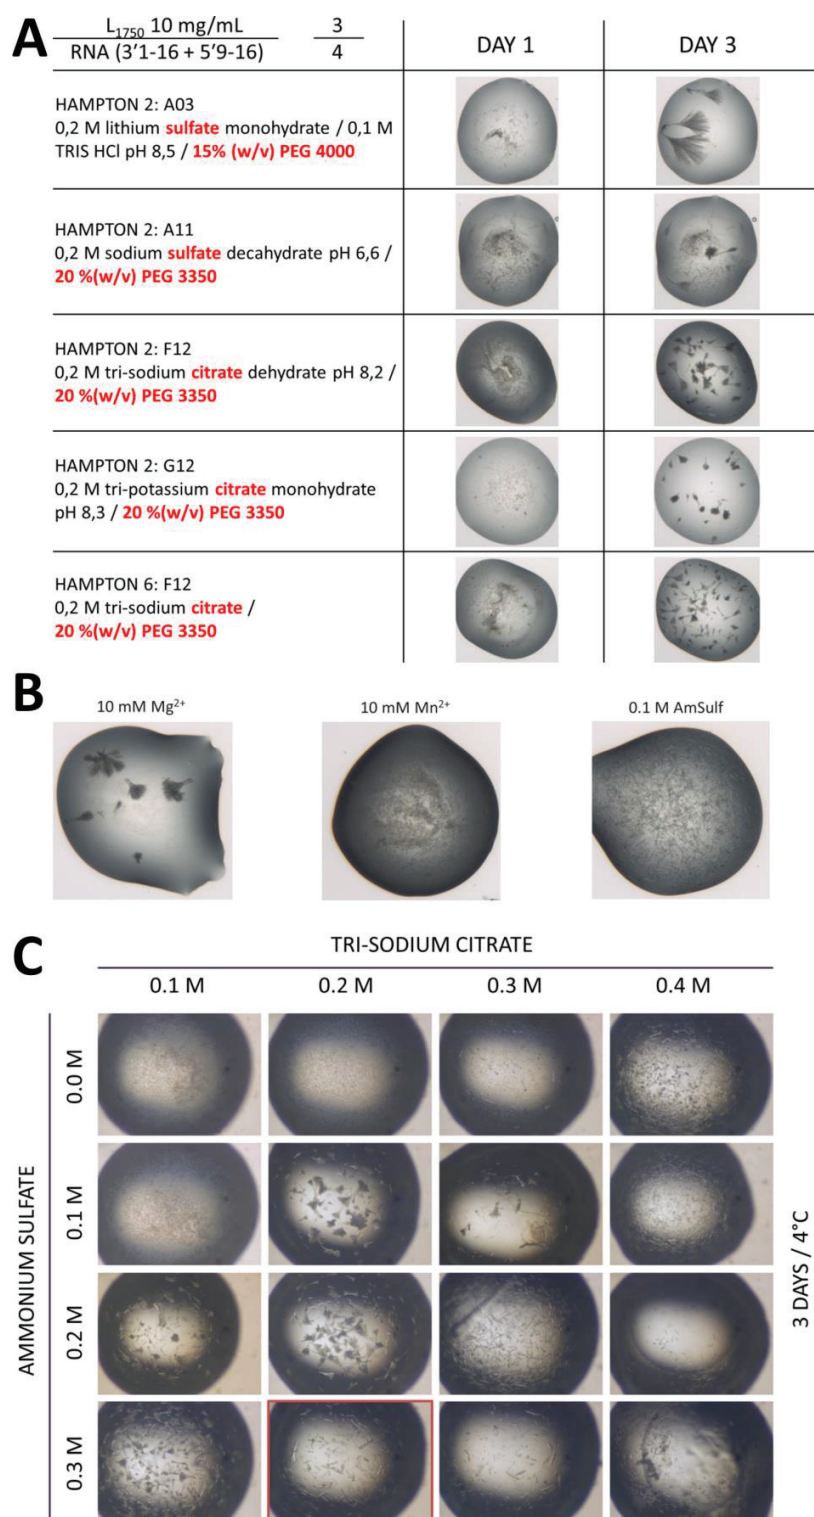 A
L1750 10 mg/mL
3
RNA (3'1-16 + 5'9-16)
4
DAY 1
DAY 3
HAMPTON 2: A03
0,2 M lithium sulfate monohydrate / 0,1 M
TRIS HCl pH 8,5 / 15% (w/v) PEG 4000
HAMPTON 2: A11
0,2 M sodium sulfate decahydrate pH 6,6 /
20 %(w/v) PEG 3350
HAMPTON 2: F12
0,2 M tri-sodium citrate dehydrate pH 8,2 /
20 %(w/v) PEG 3350
HAMPTON 2: G12
0,2 M tri-potassium citrate monohydrate
pH 8,3 / 20 %(w/v) PEG 3350
HAMPTON 6: F12
0,2 M tri-sodium citrate /
20 %(w/v) PEG 3350
B
10 mM Mg²⁺
10 mM Mn²⁺
0.1 M AmSulf
C
TRI-SODIUM CITRATE
0.1 M
0.2 M
0.3 M
0.4 M
AMMONIUM SULFATE
0.0 M
0.1 M
0.2 M
0.3 M
3 DAYS / 4°C